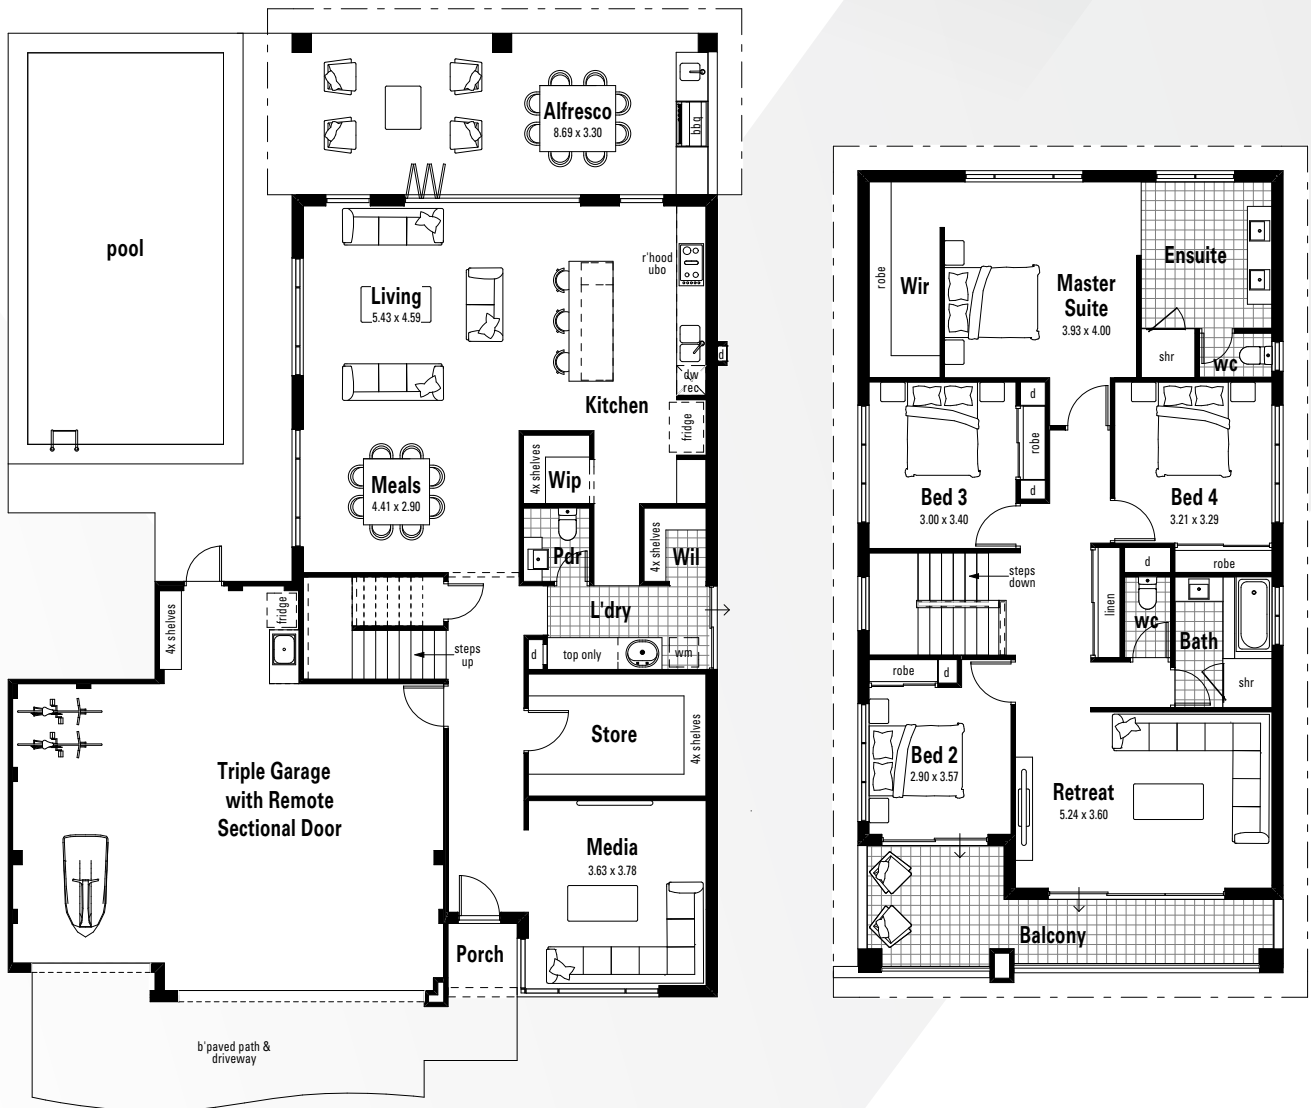 pool
Alfresco
8.69 x 3.30
bbq
r'hood
ubo
Living
5.43 x 4.59
d
dw
rec
Kitchen
fridge
4x shelves
Wip
Meals
4.41 x 2.90
Pdr
4x shelves
Wil
4x shelves
fridge
L'dry
steps
up
d
top only
wm
Store
4x shelves
Triple Garage
with Remote
Sectional Door
Media
3.63 x 3.78
Porch
b'paved path &
driveway
robe
Wir
Master
Suite
3.93 x 4.00
Ensuite
shr
wc
d
robe
d
Bed 3
3.00 x 3.40
Bed 4
3.21 x 3.29
steps
down
linen
d
robe
wc
Bath
shr
robe
d
Bed 2
2.90 x 3.57
Retreat
5.24 x 3.60
Balcony